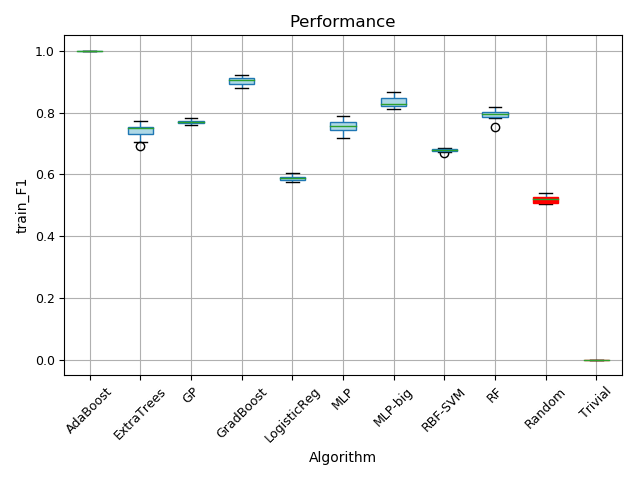 Performance
train_F1
1.0
0.8
0.6
0.4
0.2
0.0
AdaBoost
ExtraTrees
GP
GradBoost
LogisticReg
MLP
MLP-big
RBF-SVM
RF
Random
Trivial
Algorithm